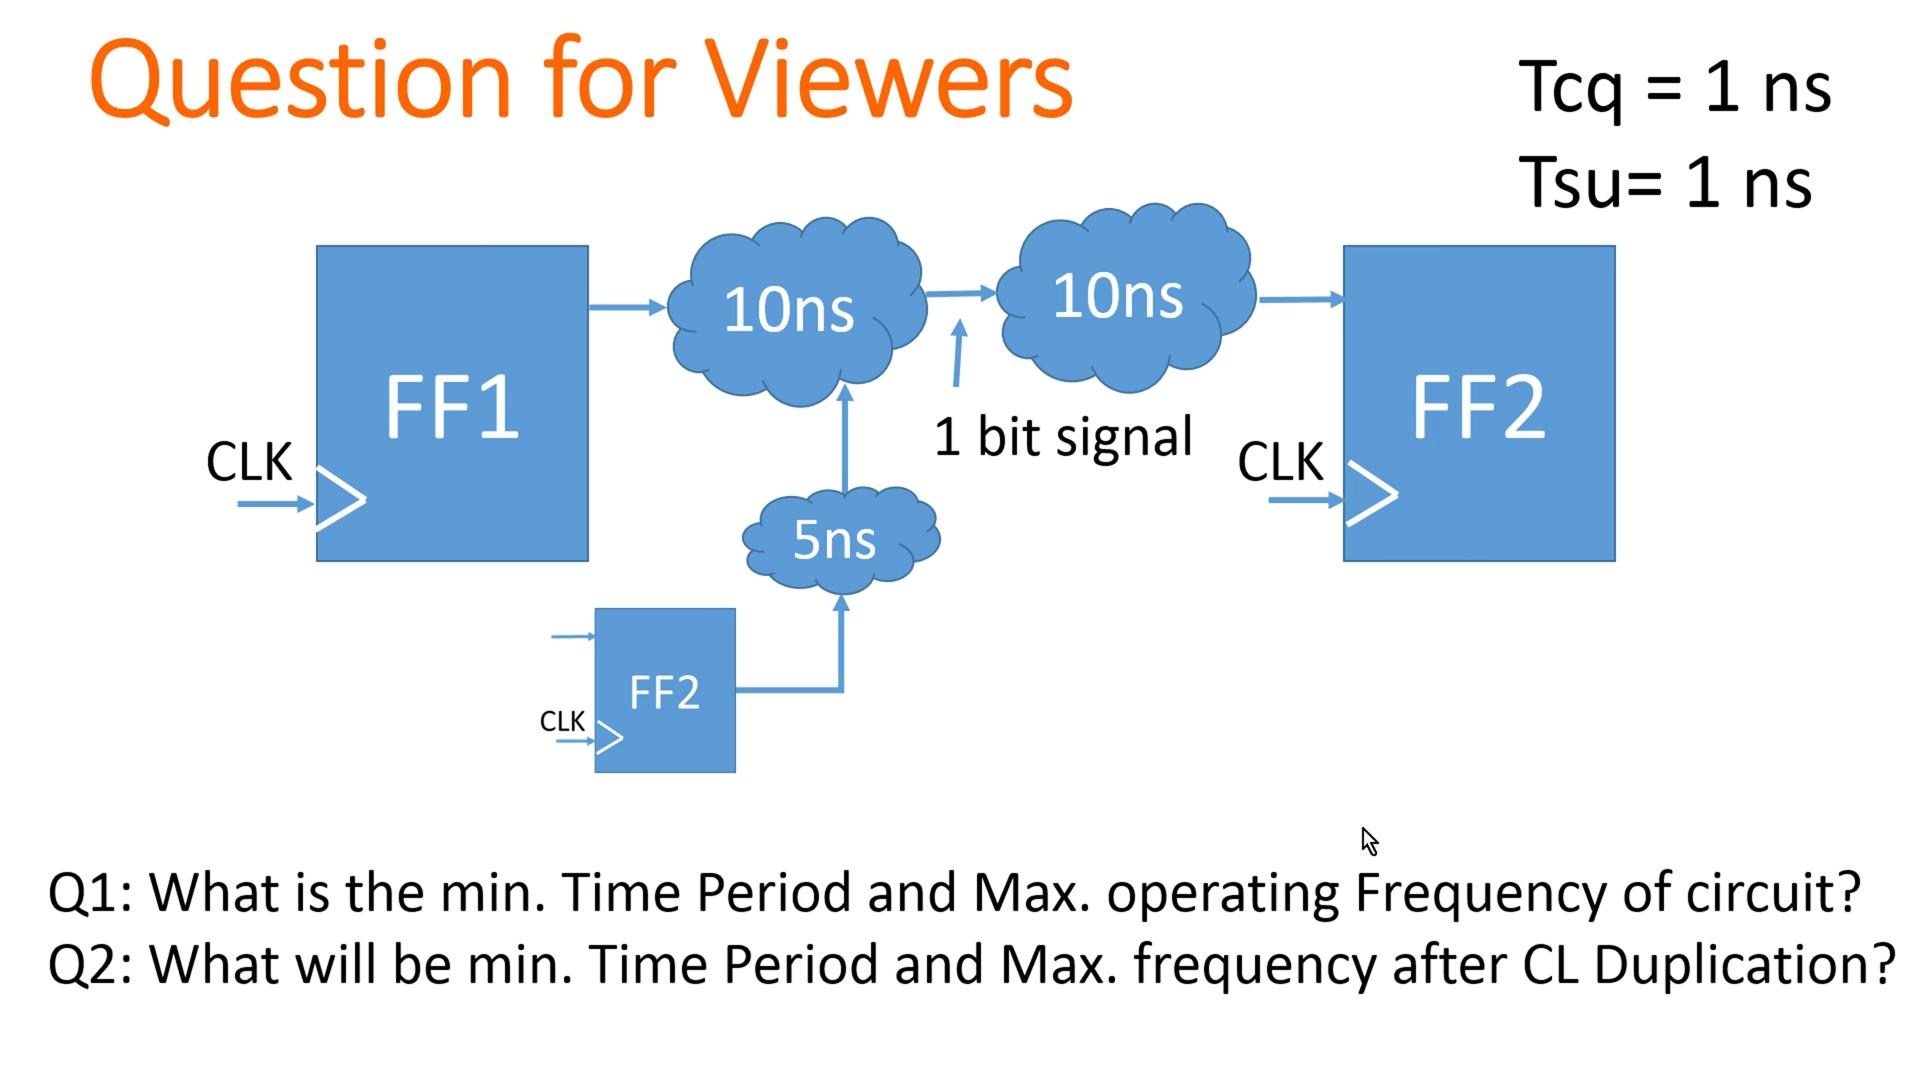 Question for Viewers
Tcq = 1 ns
Tsu= 1 ns
10ns
10ns
FF1
FF2
CLK
1 bit signal
CLK
5ns
FF2
CLK
Q1: What is the min. Time Period and Max. operating Frequency of circuit?
Q2: What will be min. Time Period and Max. frequency after CL Duplication?